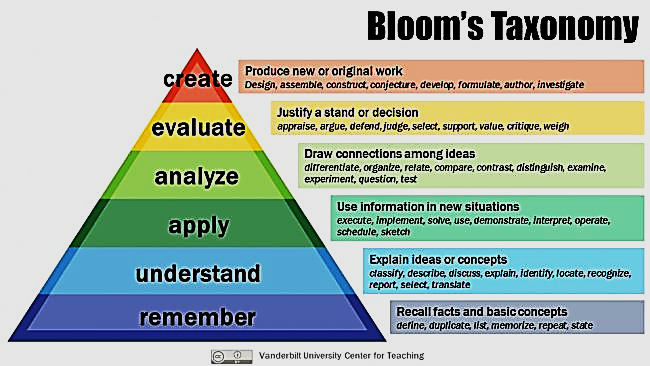 Bloom's Taxonomy
create
Produce new or original work
Design, assemble, construct, conjecture, develop, formulate, author, investigate
evaluate
Justify a stand or decision
appraise, argue, defend, judge, select, support, value, critique, weigh
analyze
Draw connections among ideas
differentiate, organize, relate, compare, contrast, distinguish, examine,
experiment, question, test
apply
Use information in new situations
execute, implement, solve, use, demonstrate, interpret, operate,
schedule, sketch
understand
Explain ideas or concepts
classify, describe, discuss, explain, identify, locate, recognize,
report, select, translate
remember
Recall facts and basic concepts
define, duplicate, list, memorize, repeat, state
cc Vanderbilt University Center for Teaching